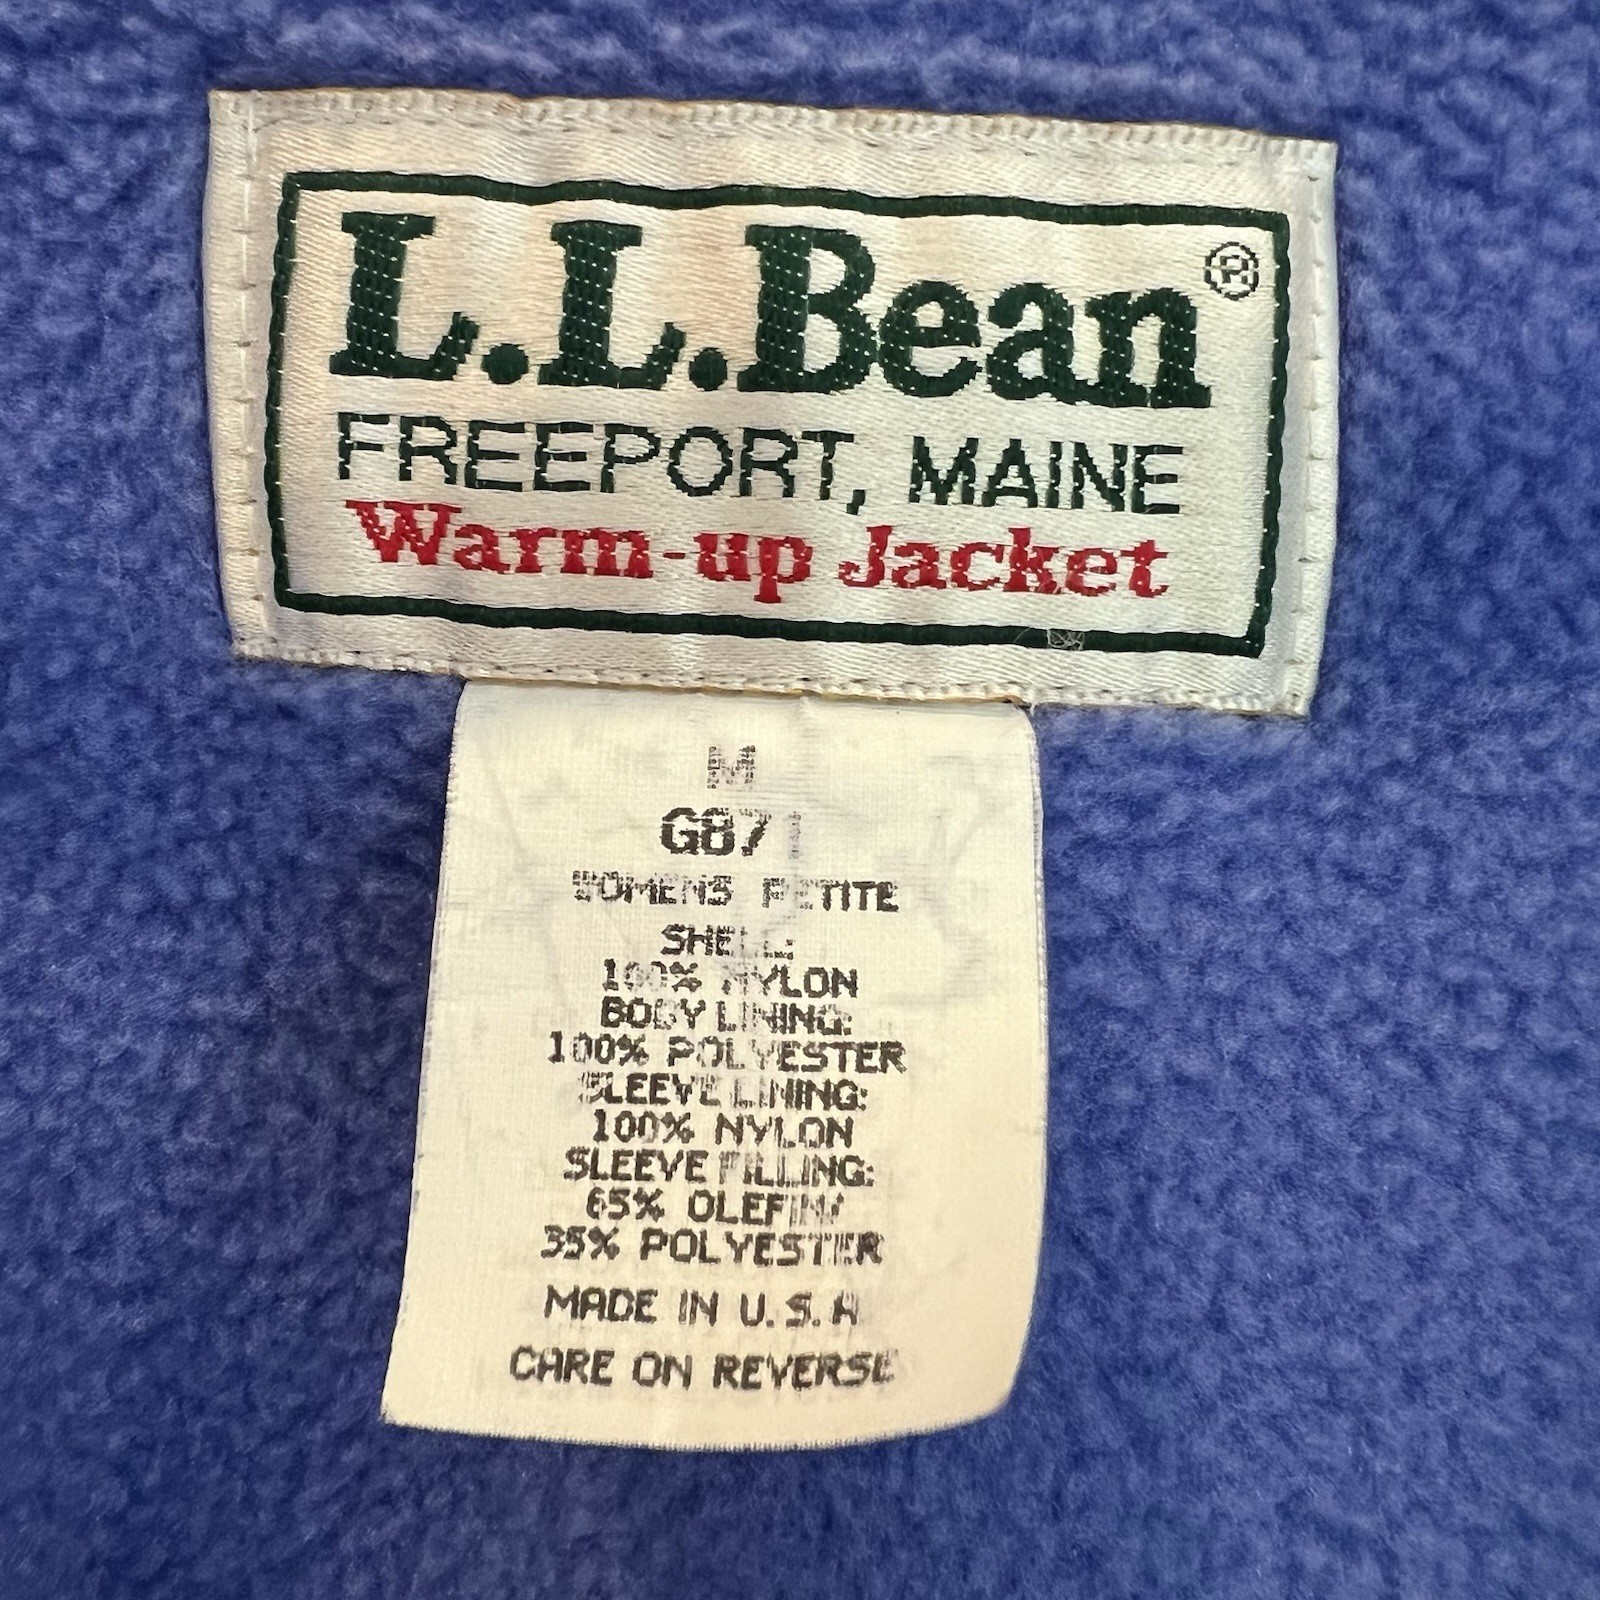 L.L.Bean®
FREEPORT, MAINE
Warm-up Jacket
M
WOMENS PETITE
SHELL:
100% NYLON
BODY LINING:
100% POLYESTER
SLEEVE LINING:
100% NYLON
SLEEVE FILLING:
65% OLEFIN/
35% POLYESTER
MADE IN U.S.A
CARE ON REVERSE